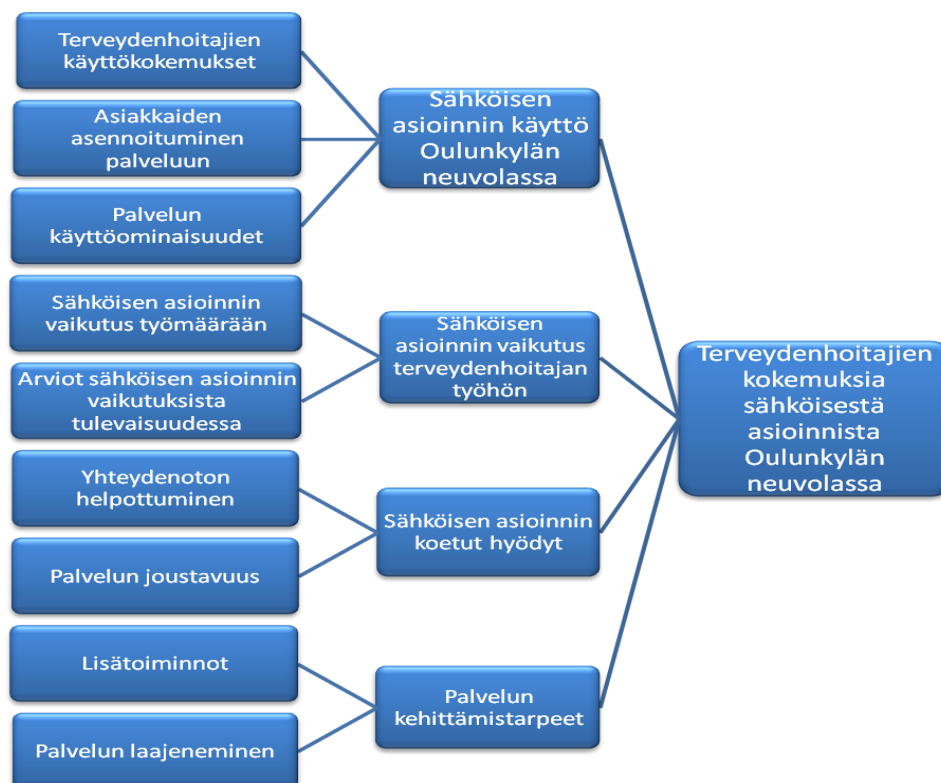 Terveydenhoitajien
käyttökokemukset
Asiakkaiden
asennoituminen
palveluun
Palvelun
käyttöominaisuudet
Sähköisen asioinnin
vaikutus työmäärään
Arviot sähköisen asioinnin
vaikutuksista
tulevaisuudessa
Yhteydenoton
helpottuminen
Palvelun joustavuus
Lisätoiminnot
Palvelun laajeneminen
Sähköisen
asioinnin käyttö
Oulunkylän
neuvolassa
Sähköisen
asioinnin vaikutus
terveydenhoitajan
työhön
Sähköisen asioinnin
koetut hyödyt
Palvelun
kehittämistarpeet
Terveydenhoitajien
kokemuksia
sähköisestä
asioinnista
Oulunkylän
neuvolassa